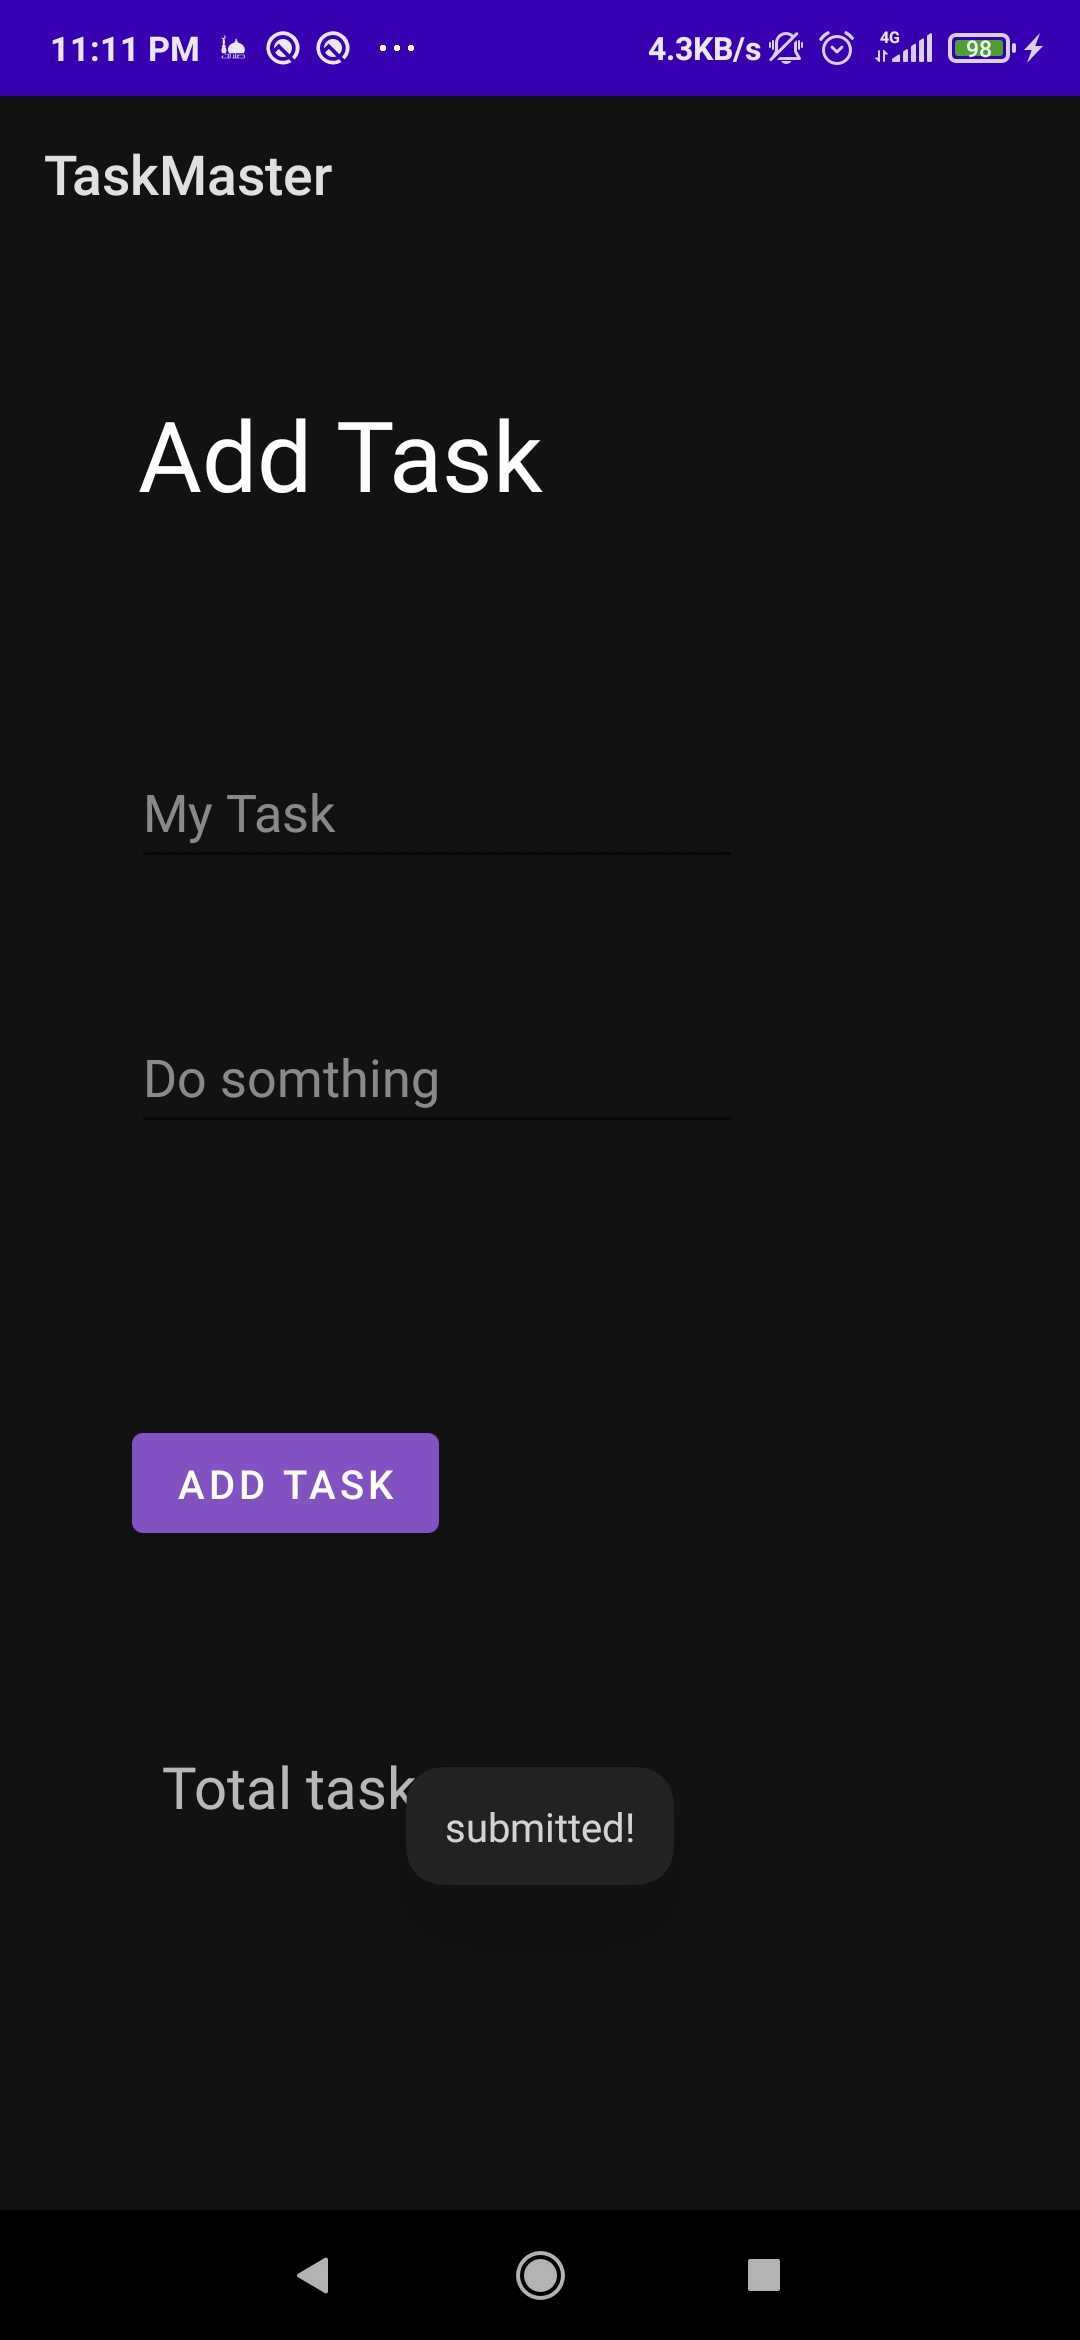 11:11 PM
4.3KB/s 4G 98
TaskMaster
Add Task
My Task
Do somthing
ADD TASK
Total task
submitted!